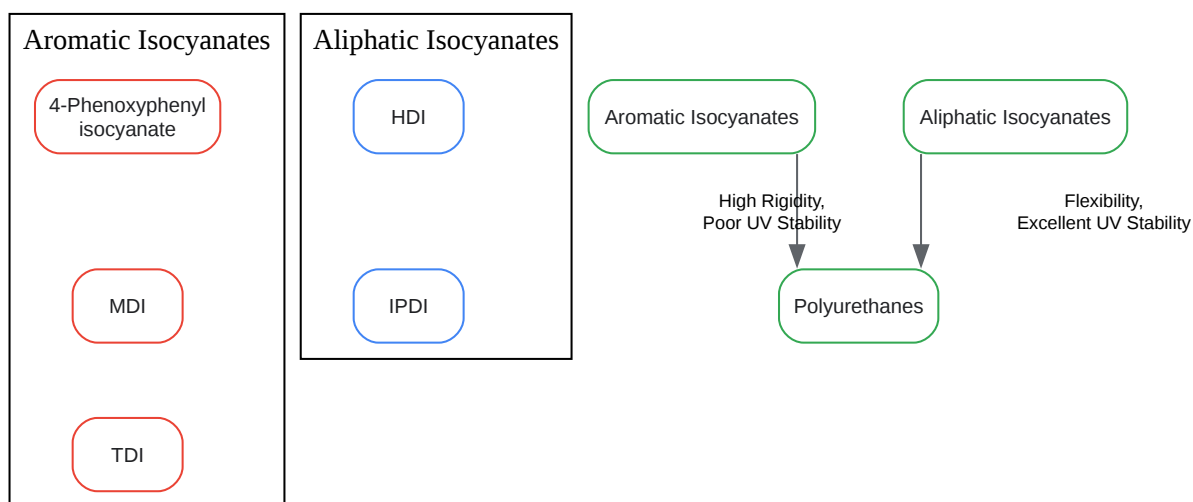 Aromatic Isocyanates
4-Phenoxyphenyl
isocyanate
MDI
TDI
Aliphatic Isocyanates
HDI
IPDI
Aromatic Isocyanates
Aliphatic Isocyanates
High Rigidity,
Poor UV Stability
Flexibility,
Excellent UV Stability
Polyurethanes